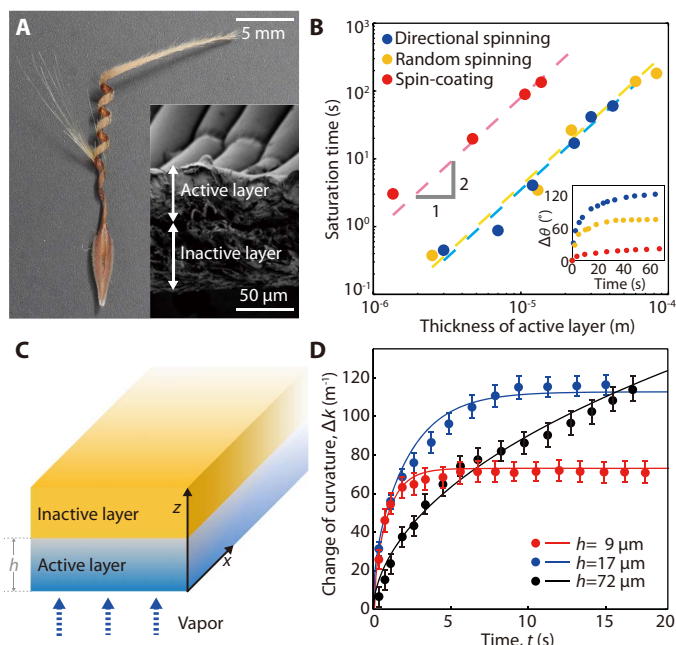 A
5 mm
Active layer
Inactive layer
50 µm
B
Directional spinning
Random spinning
Spin-coating
Saturation time (s)
10³
10²
10¹
10⁰
10⁻¹
10⁻⁶
10⁻⁵
10⁻⁴
Thickness of active layer (m)
2
1
Δθ (°)
120
60
0
0 20 40 60
Time (s)
C
Inactive layer
Active layer
h
z
x
Vapor
D
Change of curvature, Δk (m⁻¹)
120
100
80
60
40
20
0
0 5 10 15 20
Time, t (s)
h= 9 µm
h=17 µm
h=72 µm